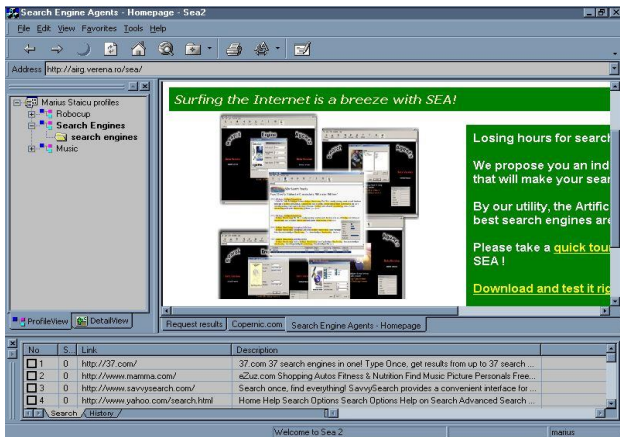 Search Engine Agents - Homepage - Sea2
File Edit View Favorites Tools Help
Address http://airg.verena.ro/sea/
Marius Staicu profiles
Robocup
Search Engines
search engines
Music
ProfileView DetailView
Surfing the Internet is a breeze with SEA!
Losing hours for search
We propose you an ind
that will make your sear
By our utility, the Artific
best search engines are
Please take a quick tou
SEA !
Download and test it rig
Request results Copernic.com Search Engine Agents - Homepage
No S... Link Description
1 0 http://37.com/ 37.com 37 search engines in one! Type Once, get results from up to 37 search ...
2 0 http://www.mamma.com/ eZuz.com Shopping Autos Fitness & Nutrition Find Music Picture Personals Free...
3 0 http://www.savvysearch.com/ Search once, find everything! SavvySearch provides a convenient interface for ...
4 0 http://www.yahoo.com/search.html Home Help Search Options Search Options Help on Search Advanced Search ...
Search History
Welcome to Sea 2 marius